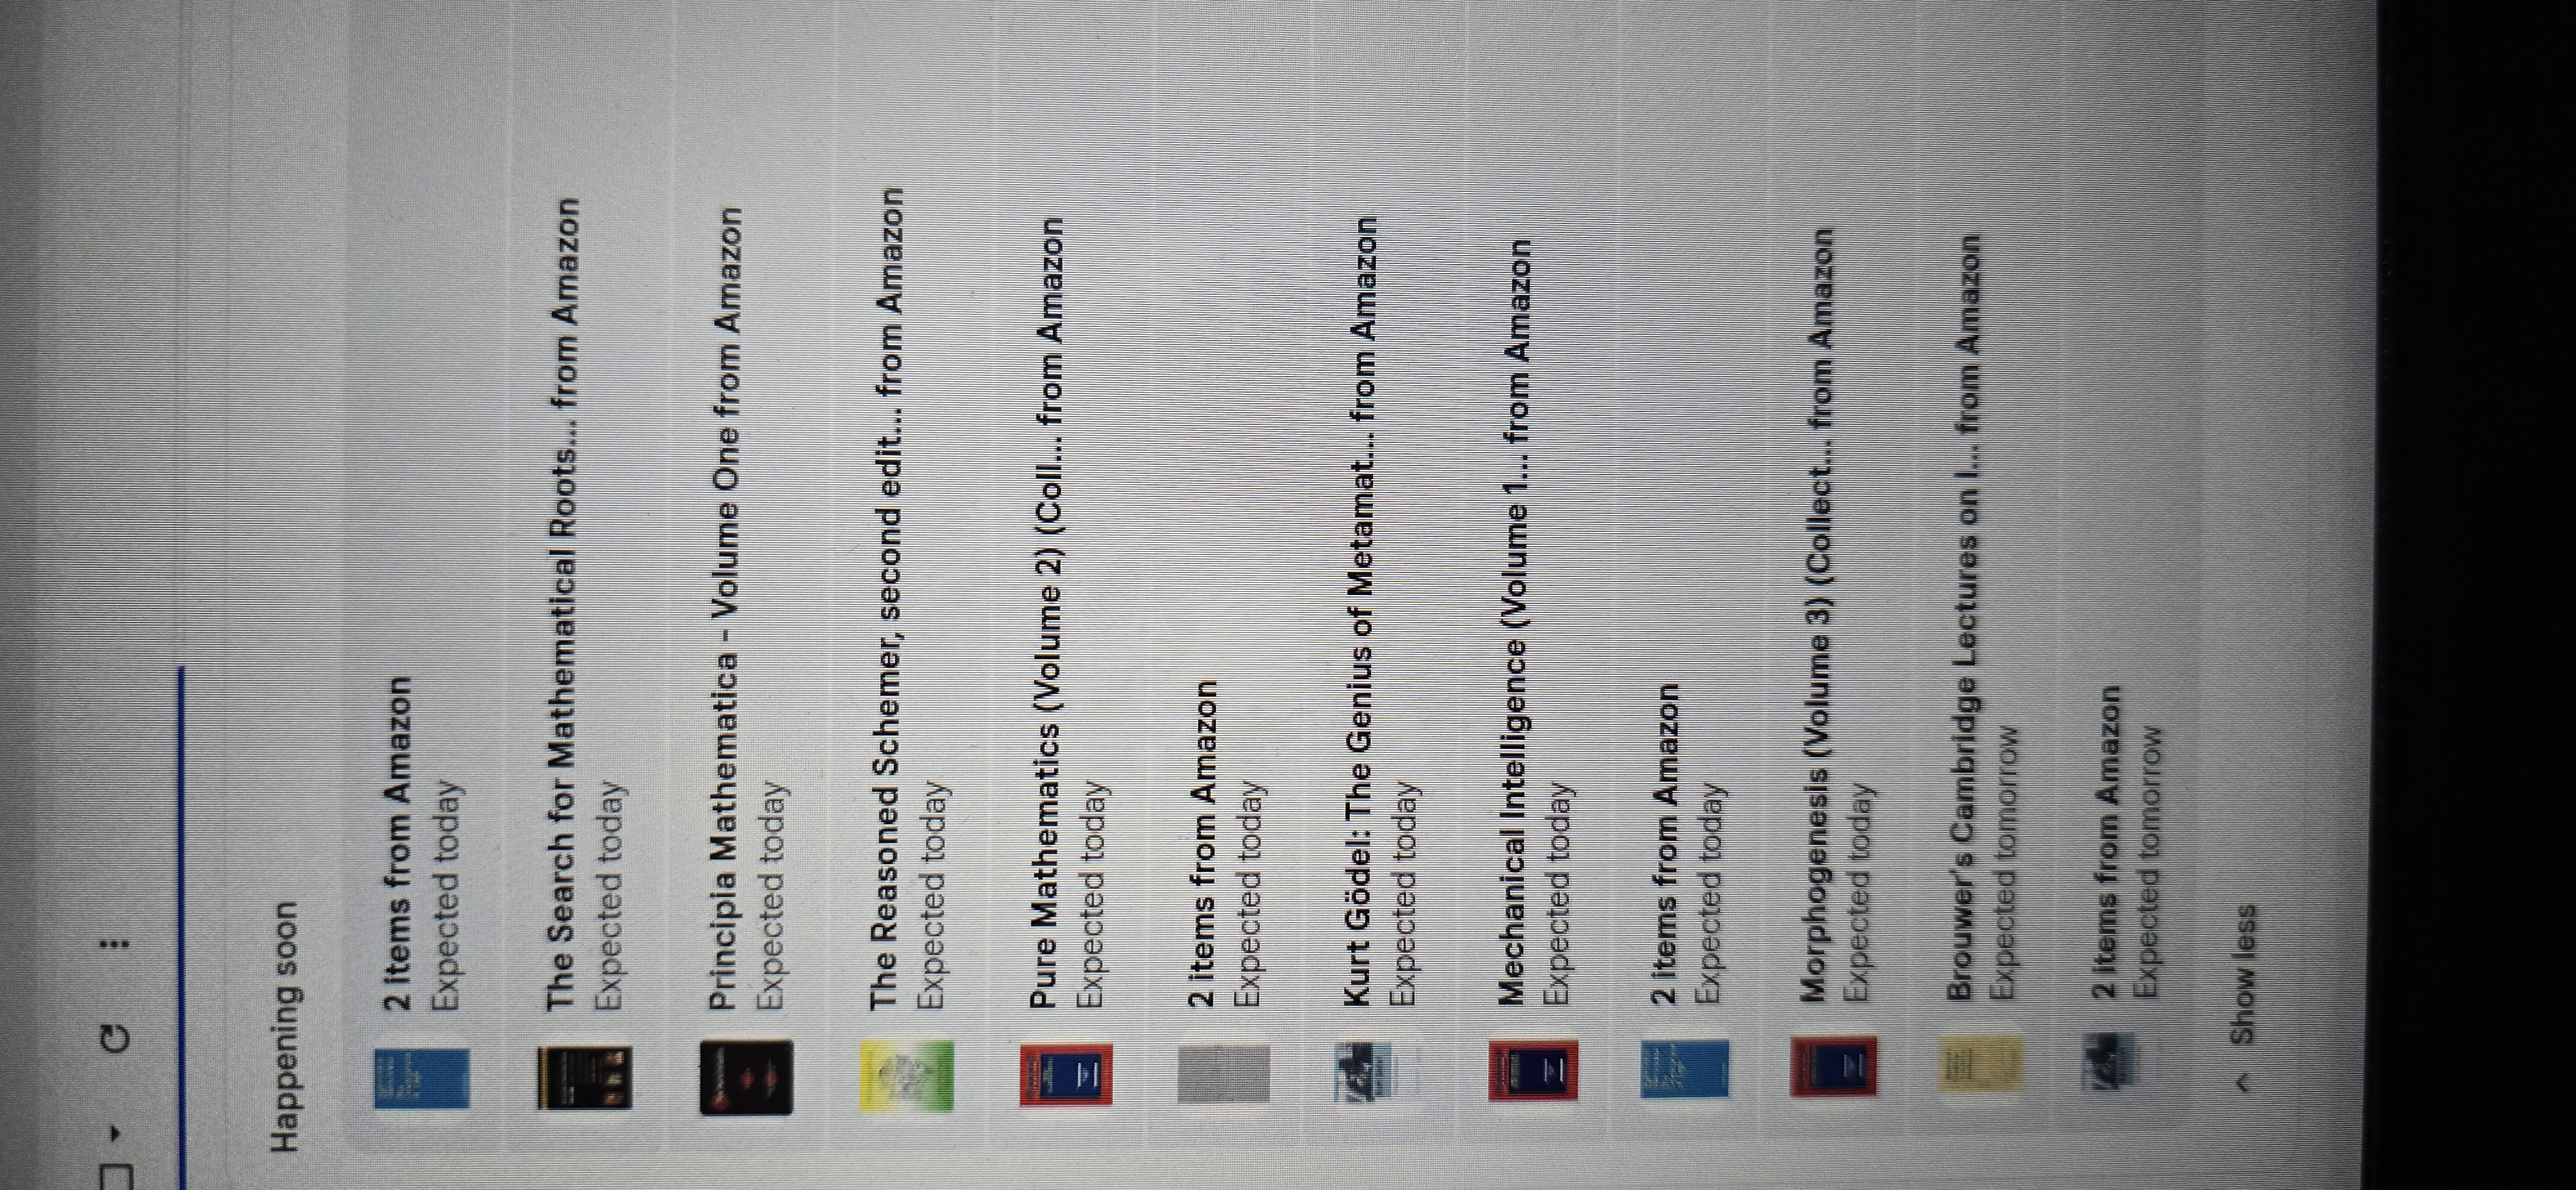 Happening soon
2 items from Amazon
Expected today
The Search for Mathematical Roots... from Amazon
Expected today
Principia Mathematica - Volume One from Amazon
Expected today
The Reasoned Schemer, second edit... from Amazon
Expected today
Pure Mathematics (Volume 2) (Coll... from Amazon
Expected today
2 items from Amazon
Expected today
Kurt Gödel: The Genius of Metamat... from Amazon
Expected today
Mechanical Intelligence (Volume 1... from Amazon
Expected today
2 items from Amazon
Expected today
Morphogenesis (Volume 3) (Collect... from Amazon
Expected today
Brouwer's Cambridge Lectures on I... from Amazon
Expected tomorrow
2 items from Amazon
Expected tomorrow
Show less